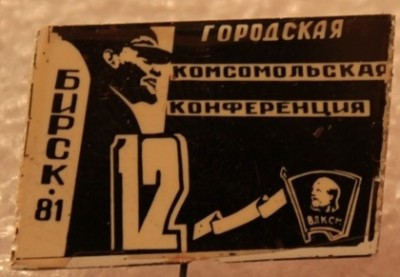 ГОРОДСКАЯ
КОМСОМОЛЬСКАЯ
КОНФЕРЕНЦИЯ
БИРСК·81
12
ВЛКСМ